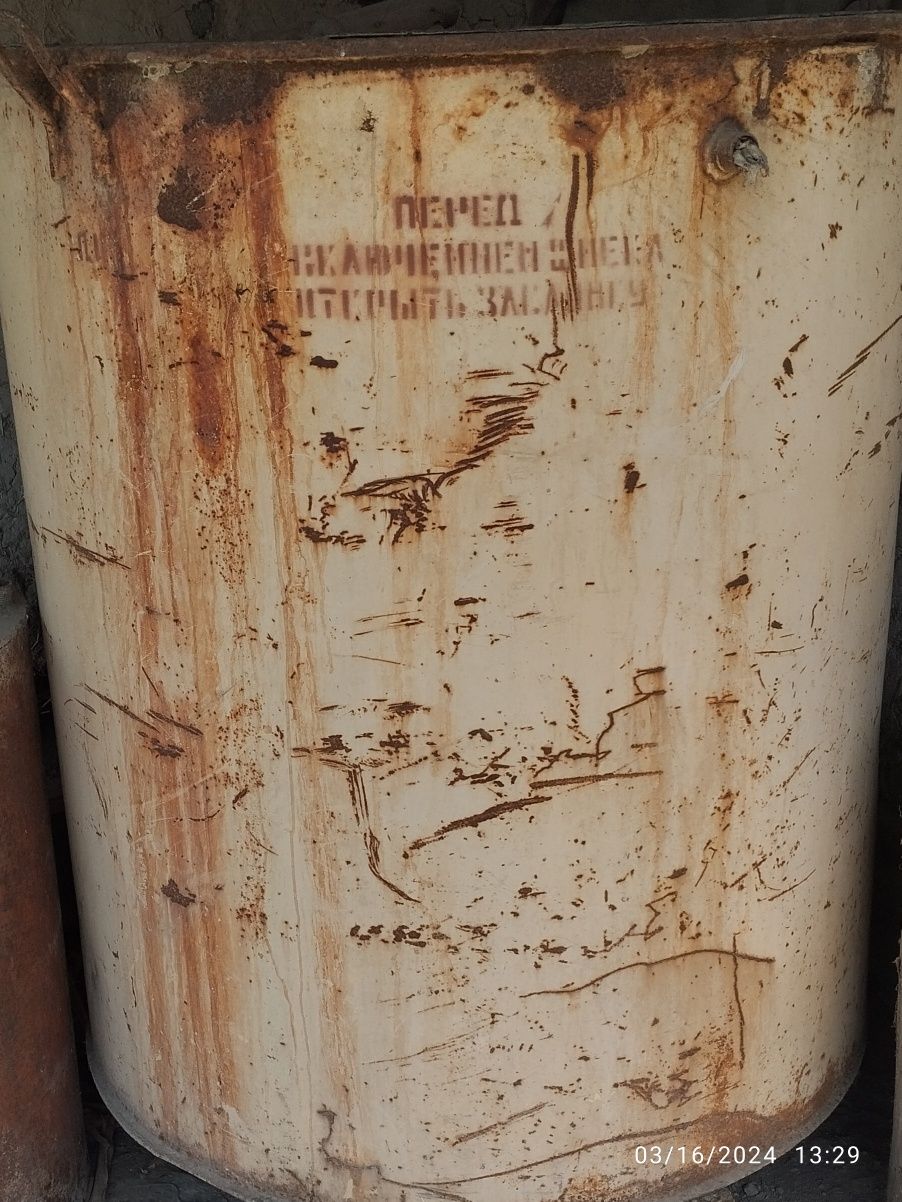 ПЕРЕД
ВКЛЮЧЕНИЕМ ШНЕКА
ОТКРЫТЬ ЗАСЛОНКУ
03/16/2024 13:29